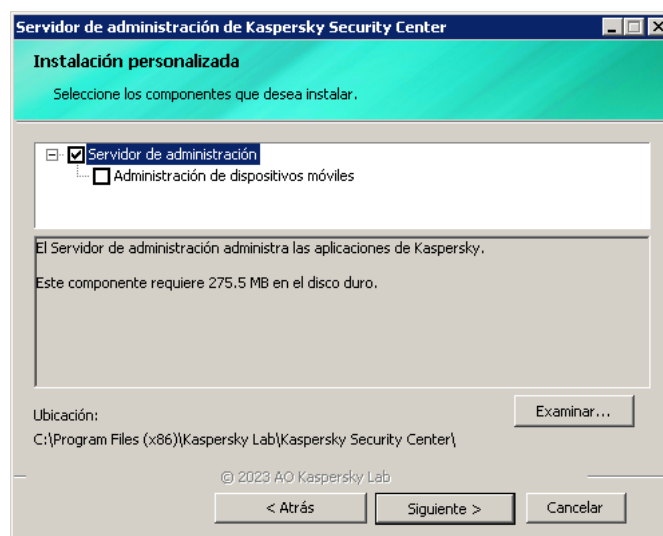 Servidor de administración de Kaspersky Security Center
Instalación personalizada
Seleccione los componentes que desea instalar.
Servidor de administración
Administración de dispositivos móviles
El Servidor de administración administra las aplicaciones de Kaspersky.
Este componente requiere 275.5 MB en el disco duro.
Ubicación:
Examinar...
C:\Program Files (x86)\Kaspersky Lab\Kaspersky Security Center\
© 2023 AO Kaspersky Lab
< Atrás Siguiente > Cancelar